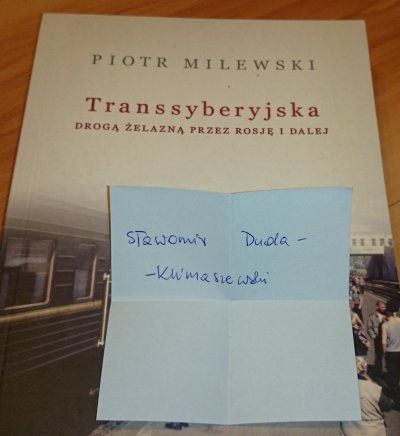 PIOTR MILEWSKI
Transsyberyjska
DROGĄ ŻELAZNĄ PRZEZ ROSJĘ I DALEJ
Sławomir Duda-
-Klimaszewski